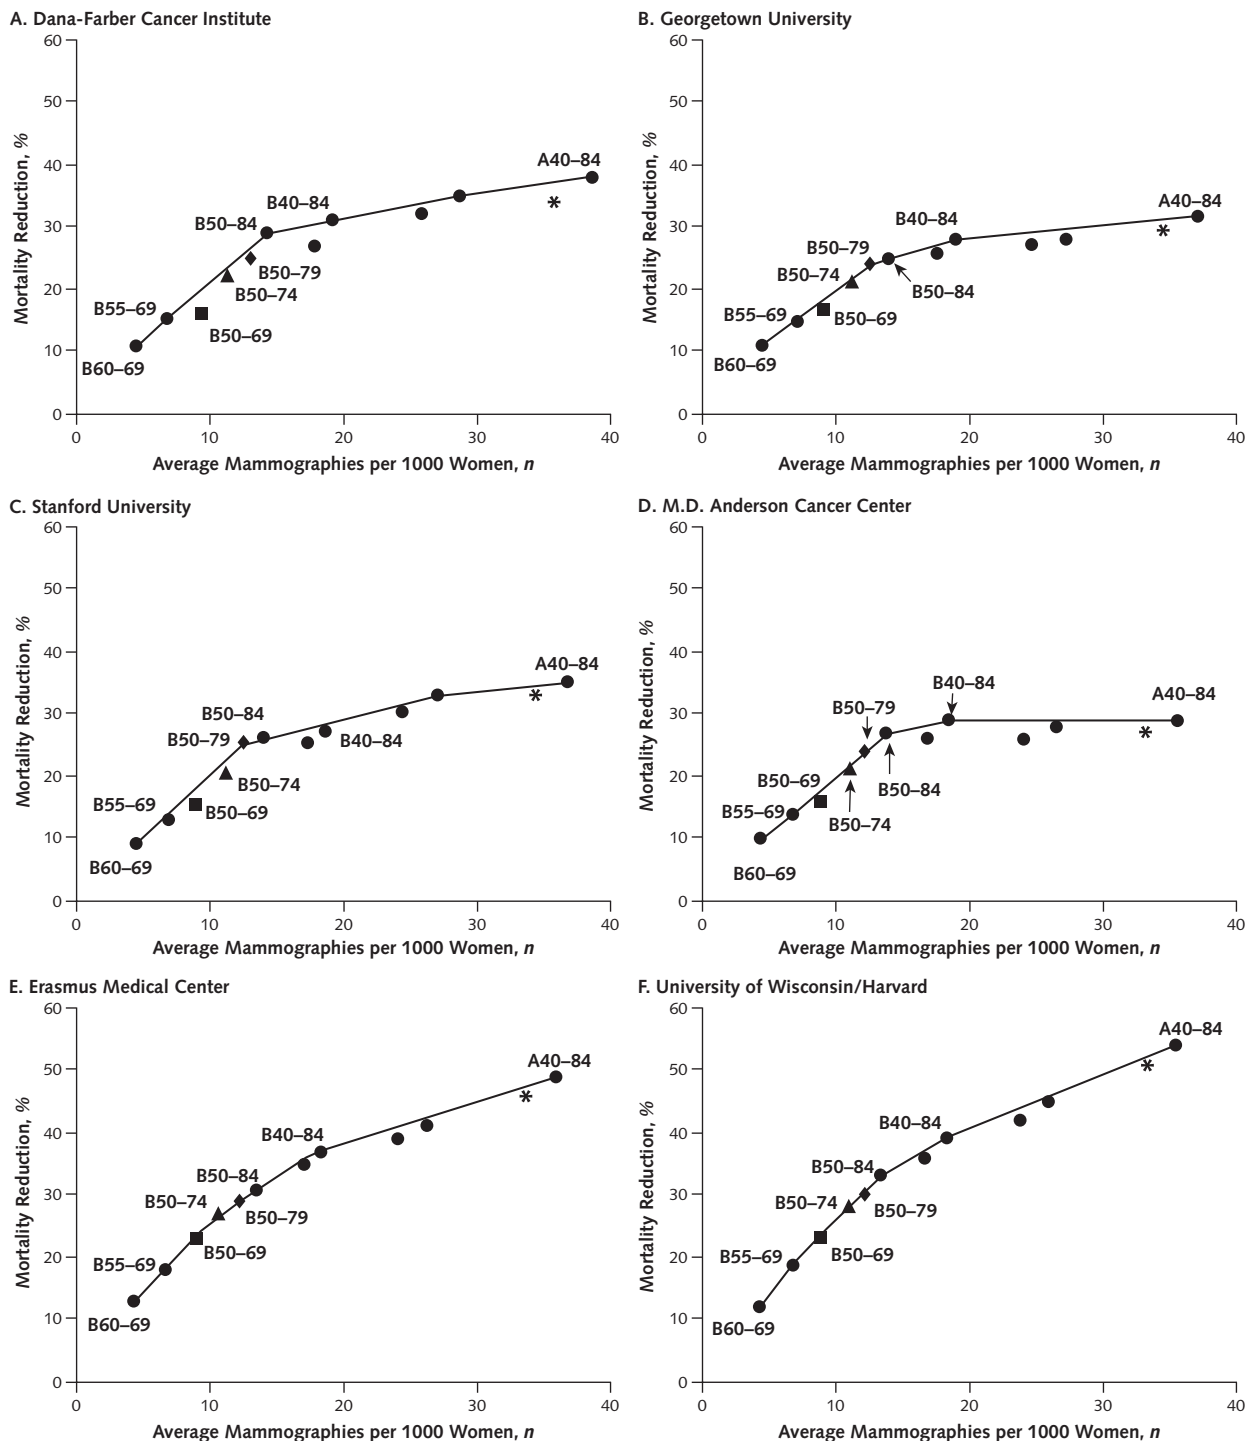 A. Dana-Farber Cancer Institute
60
50
40
30
20
10
0
Mortality Reduction, %
A40–84
*
B40–84
B50–84
B50–79
B50–74
B55–69
B50–69
B60–69
0 10 20 30 40
Average Mammographies per 1000 Women, n
B. Georgetown University
60
50
40
30
20
10
0
Mortality Reduction, %
A40–84
*
B40–84
B50–79
B50–74
B50–84
B55–69
B50–69
B60–69
0 10 20 30 40
Average Mammographies per 1000 Women, n
C. Stanford University
60
50
40
30
20
10
0
Mortality Reduction, %
A40–84
*
B50–84
B50–79
B40–84
B50–74
B55–69
B50–69
B60–69
0 10 20 30 40
Average Mammographies per 1000 Women, n
D. M.D. Anderson Cancer Center
60
50
40
30
20
10
0
Mortality Reduction, %
B40–84
A40–84
*
B50–79
B50–69
B50–84
B55–69
B50–74
B60–69
0 10 20 30 40
Average Mammographies per 1000 Women, n
E. Erasmus Medical Center
60
50
40
30
20
10
0
Mortality Reduction, %
A40–84
*
B40–84
B50–84
B50–74
B50–79
B50–69
B55–69
B60–69
0 10 20 30 40
Average Mammographies per 1000 Women, n
F. University of Wisconsin/Harvard
60
50
40
30
20
10
0
Mortality Reduction, %
A40–84
*
B40–84
B50–84
B50–74
B50–79
B55–69
B50–69
B60–69
0 10 20 30 40
Average Mammographies per 1000 Women, n